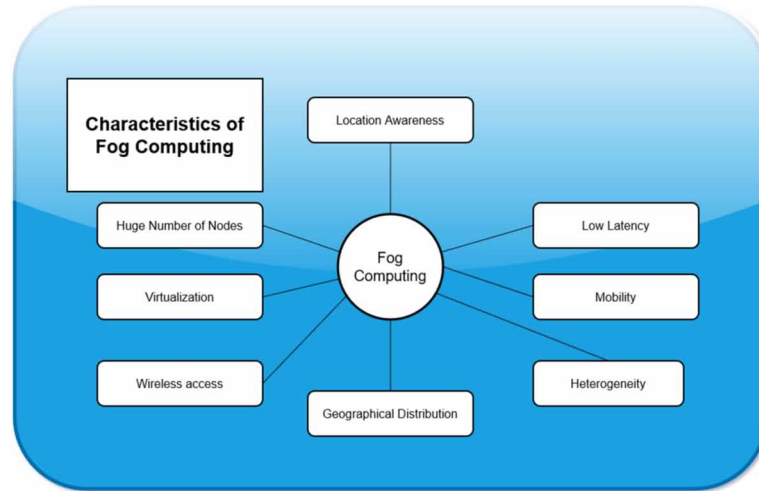 Characteristics of
Fog Computing
Location Awareness
Huge Number of Nodes
Low Latency
Fog
Computing
Virtualization
Mobility
Wireless access
Heterogeneity
Geographical Distribution